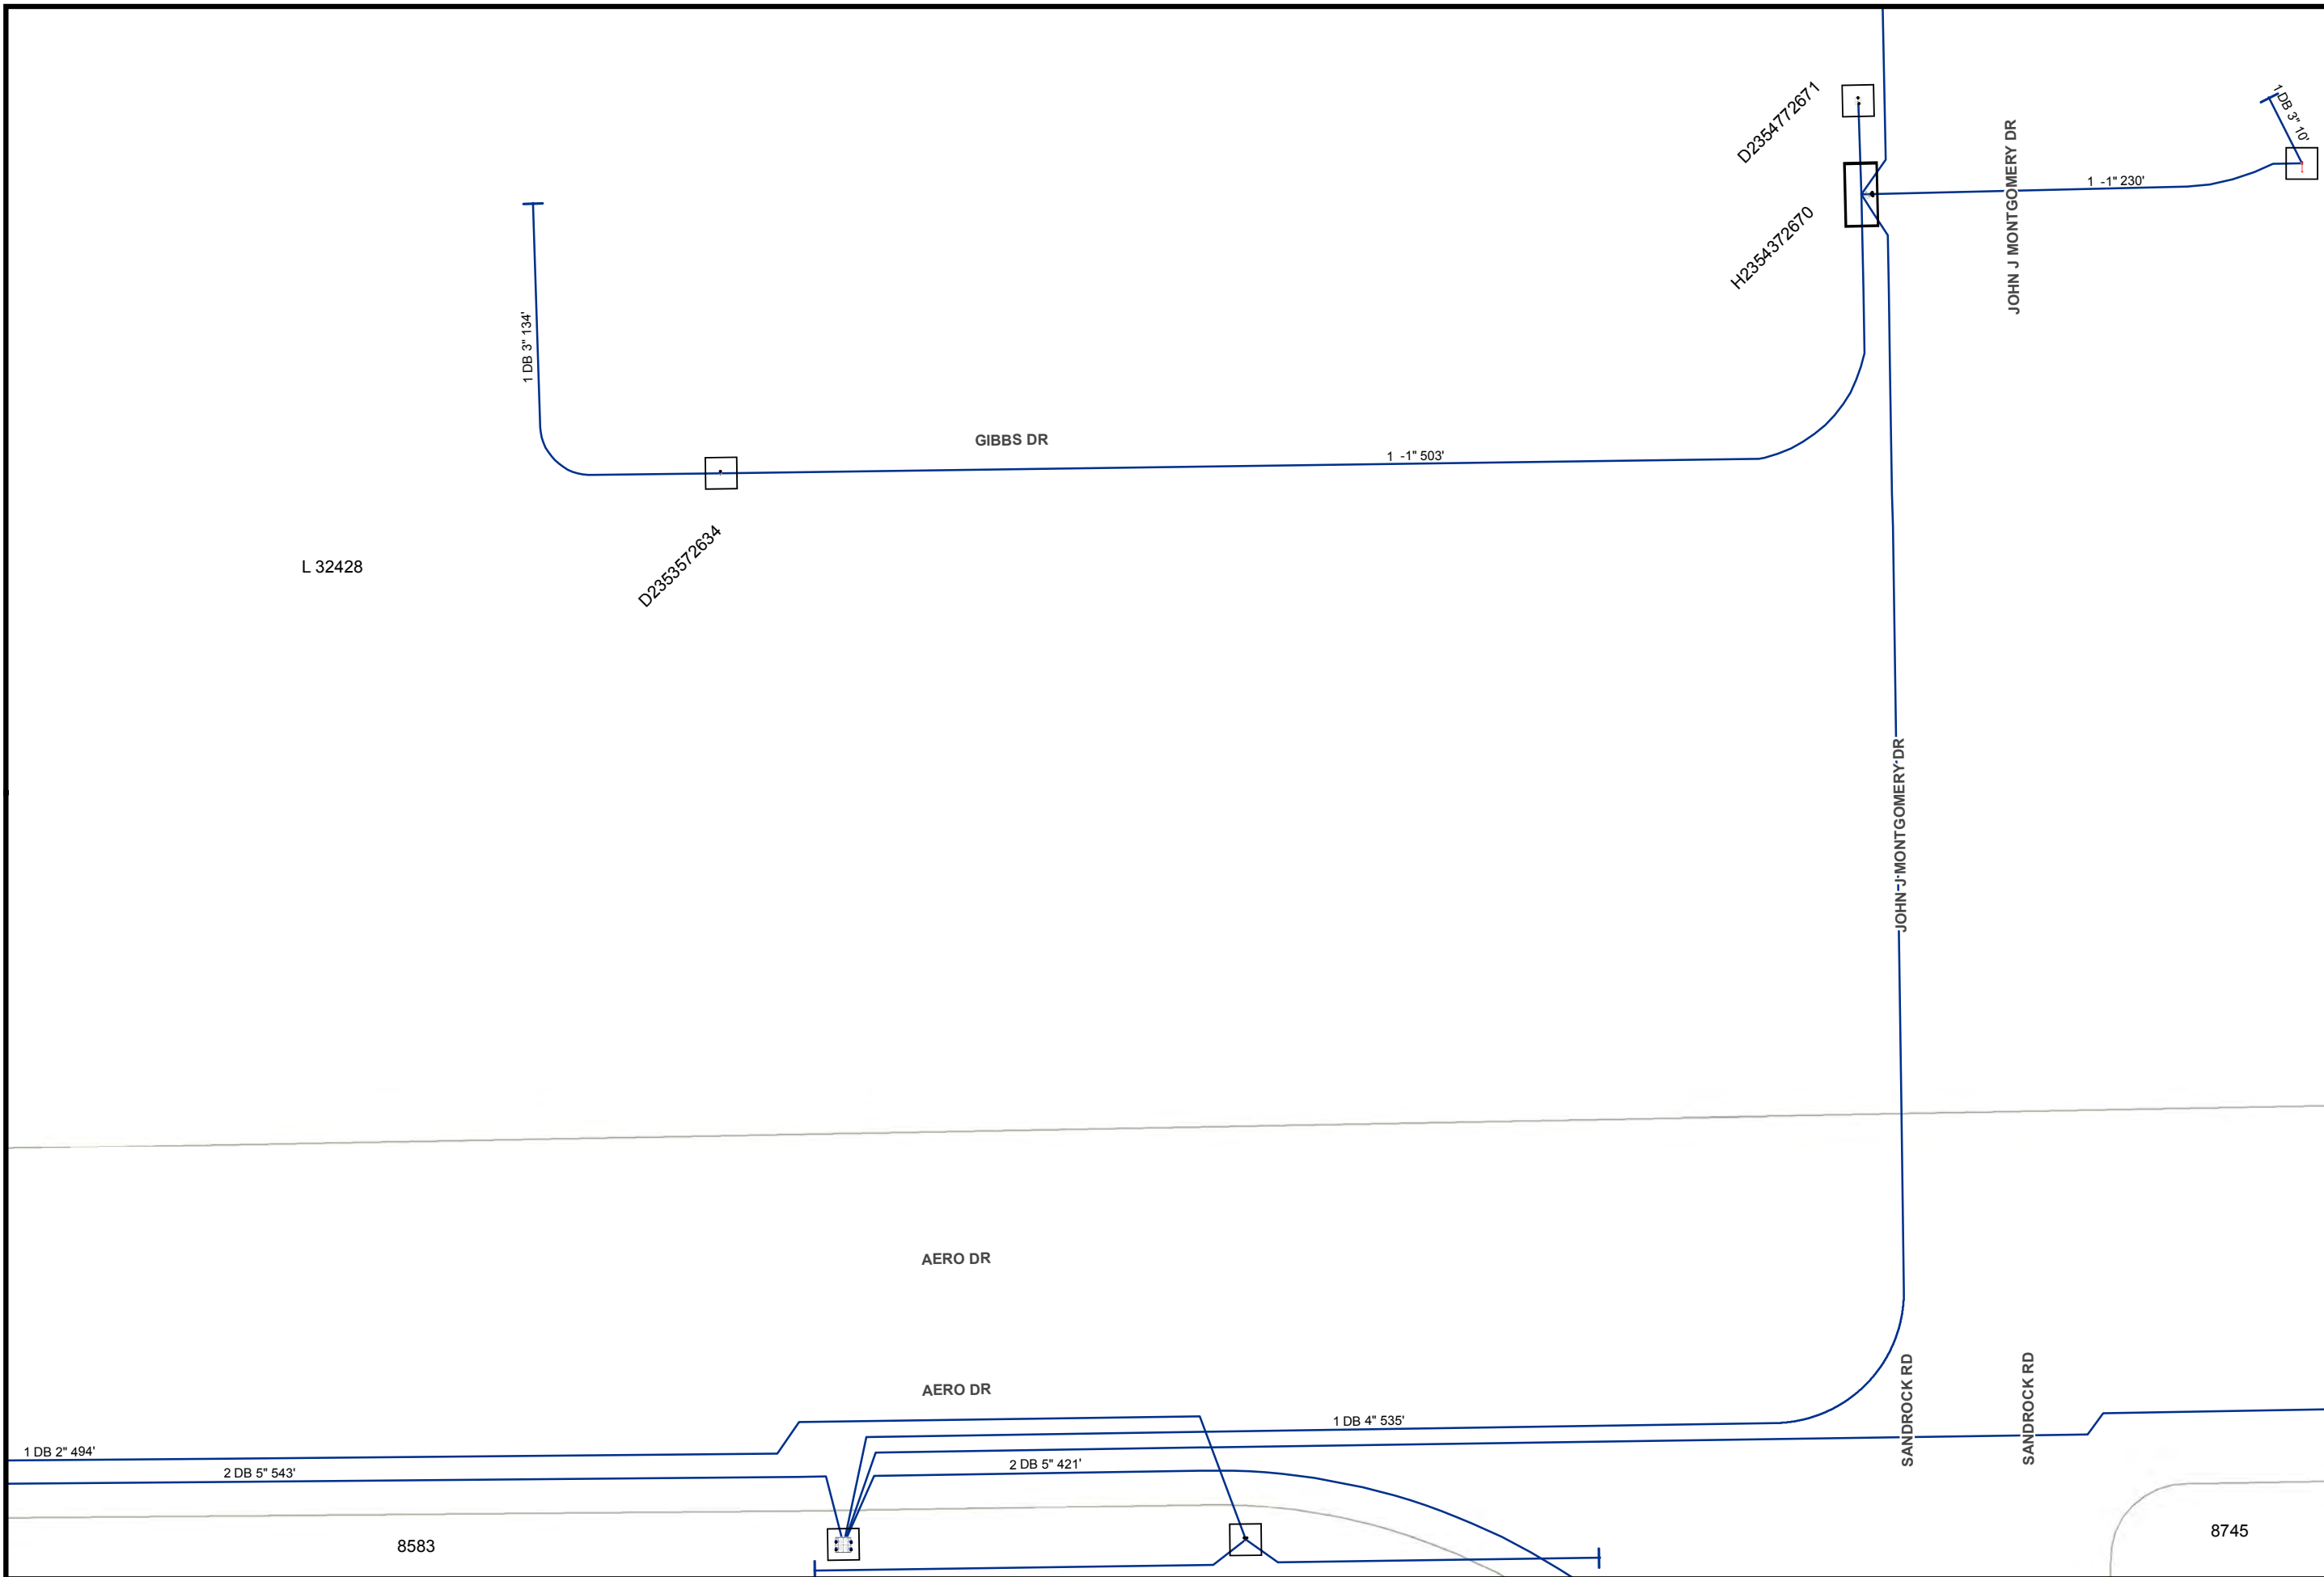 D2354772671
1 DB 3" 10'
JOHN J MONTGOMERY DR
1 -1" 230'
H2354372670
1 DB 3" 134'
GIBBS DR
1 -1" 503'
D2353572634
L 32428
JOHN J MONTGOMERY DR
AERO DR
AERO DR
SANDROCK RD
SANDROCK RD
1 DB 4" 535'
1 DB 2" 494'
2 DB 5" 543'
2 DB 5" 421'
8583
8745